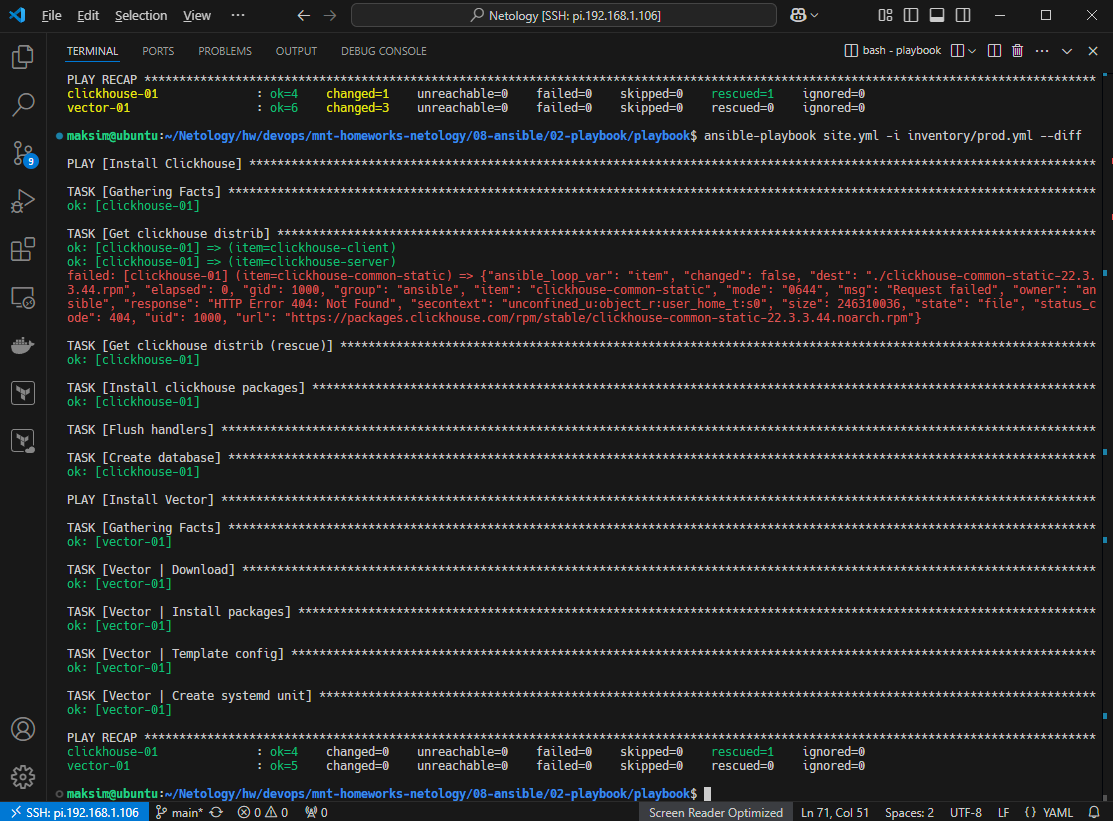 File Edit Selection View ··· Netology [SSH: pi.192.168.1.106]
TERMINAL PORTS PROBLEMS OUTPUT DEBUG CONSOLE bash - playbook
PLAY RECAP ***
clickhouse-01 : ok=4 changed=1 unreachable=0 failed=0 skipped=0 rescued=1 ignored=0
vector-01 : ok=6 changed=3 unreachable=0 failed=0 skipped=0 rescued=0 ignored=0
maksim@ubuntu:~/Netology/hw/devops/mnt-homeworks-netology/08-ansible/02-playbook/playbook$ ansible-playbook site.yml -i inventory/prod.yml --diff
PLAY [Install Clickhouse] ***
TASK [Gathering Facts] ***
ok: [clickhouse-01]
TASK [Get clickhouse distrib] ***
ok: [clickhouse-01] => (item=clickhouse-client)
ok: [clickhouse-01] => (item=clickhouse-server)
failed: [clickhouse-01] (item=clickhouse-common-static) => {"ansible_loop_var": "item", "changed": false, "dest": "./clickhouse-common-static-22.3.
3.44.rpm", "elapsed": 0, "gid": 1000, "group": "ansible", "item": "clickhouse-common-static", "mode": "0644", "msg": "Request failed", "owner": "an
sible", "response": "HTTP Error 404: Not Found", "secontext": "unconfined_u:object_r:user_home_t:s0", "size": 246310036, "state": "file", "status_c
ode": 404, "uid": 1000, "url": "https://packages.clickhouse.com/rpm/stable/clickhouse-common-static-22.3.3.44.noarch.rpm"}
TASK [Get clickhouse distrib (rescue)] ***
ok: [clickhouse-01]
TASK [Install clickhouse packages] ***
ok: [clickhouse-01]
TASK [Flush handlers] ***
TASK [Create database] ***
ok: [clickhouse-01]
PLAY [Install Vector] ***
TASK [Gathering Facts] ***
ok: [vector-01]
TASK [Vector | Download] ***
ok: [vector-01]
TASK [Vector | Install packages] ***
ok: [vector-01]
TASK [Vector | Template config] ***
ok: [vector-01]
TASK [Vector | Create systemd unit] ***
ok: [vector-01]
PLAY RECAP ***
clickhouse-01 : ok=4 changed=0 unreachable=0 failed=0 skipped=0 rescued=1 ignored=0
vector-01 : ok=5 changed=0 unreachable=0 failed=0 skipped=0 rescued=0 ignored=0
maksim@ubuntu:~/Netology/hw/devops/mnt-homeworks-netology/08-ansible/02-playbook/playbook$
9
SSH: pi.192.168.1.106 main* 0 0 0 Screen Reader Optimized Ln 71, Col 51 Spaces: 2 UTF-8 LF {} YAML